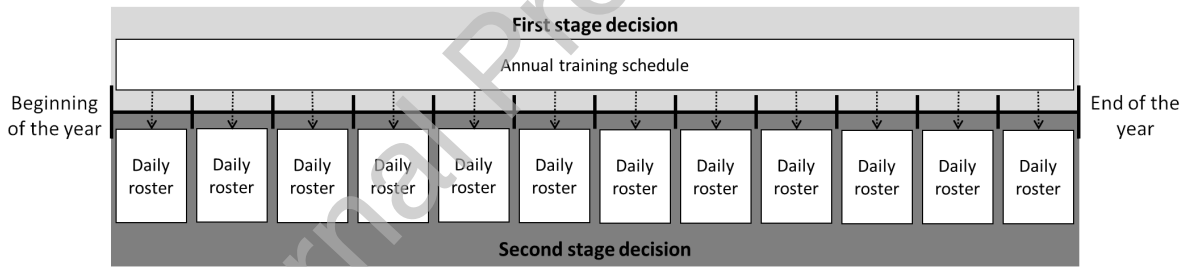 First stage decision
Annual training schedule
Beginning
of the year
End of the
year
Daily
roster
Daily
roster
Daily
roster
Daily
roster
Daily
roster
Daily
roster
Daily
roster
Daily
roster
Daily
roster
Daily
roster
Daily
roster
Daily
roster
Second stage decision